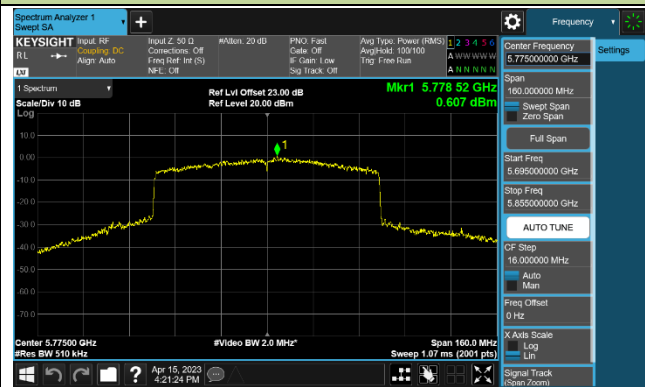 Spectrum Analyzer 1
Swept SA
+
Frequency
KEYSIGHT
RL
LXI
Input: RF
Coupling: DC
Align: Auto
Input Z: 50 Ω
Corrections: Off
Freq Ref: Int (S)
NFE: Off
#Atten: 20 dB
PNO: Fast
Gate: Off
IF Gain: Low
Sig Track: Off
Avg Type: Power (RMS)
Avg|Hold: 100/100
Trig: Free Run
1 2 3 4 5 6
A W W W W W
A N N N N N
Center Frequency
5.775000000 GHz
Settings
Span
160.000000 MHz
Swept Span
Zero Span
Full Span
Start Freq
5.695000000 GHz
Stop Freq
5.855000000 GHz
AUTO TUNE
CF Step
16.000000 MHz
Auto
Man
Freq Offset
0 Hz
X Axis Scale
Log
Lin
Signal Track
(Span Zoom)
1 Spectrum
Scale/Div 10 dB
Log
Ref Lvl Offset 23.00 dB
Ref Level 20.00 dBm
Mkr1 5.778 52 GHz
0.607 dBm
10.0
0.00
-10.0
-20.0
-30.0
-40.0
-50.0
-60.0
-70.0
1
Center 5.77500 GHz
#Res BW 510 kHz
#Video BW 2.0 MHz*
Span 160.0 MHz
Sweep 1.07 ms (2001 pts)
?
Apr 15, 2023
4:21:24 PM